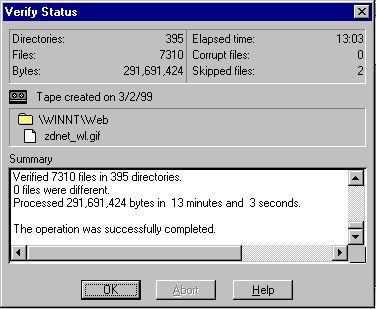 Verify Status
Directories: 395 Elapsed time: 13:03
Files: 7310 Corrupt files: 0
Bytes: 291,691,424 Skipped files: 2
Tape created on 3/2/99
\WINNT\Web
zdnet_wl.gif
Summary
Verified 7310 files in 395 directories.
0 files were different.
Processed 291,691,424 bytes in  13 minutes and  3 seconds.
The operation was successfully completed.
OK Abort Help